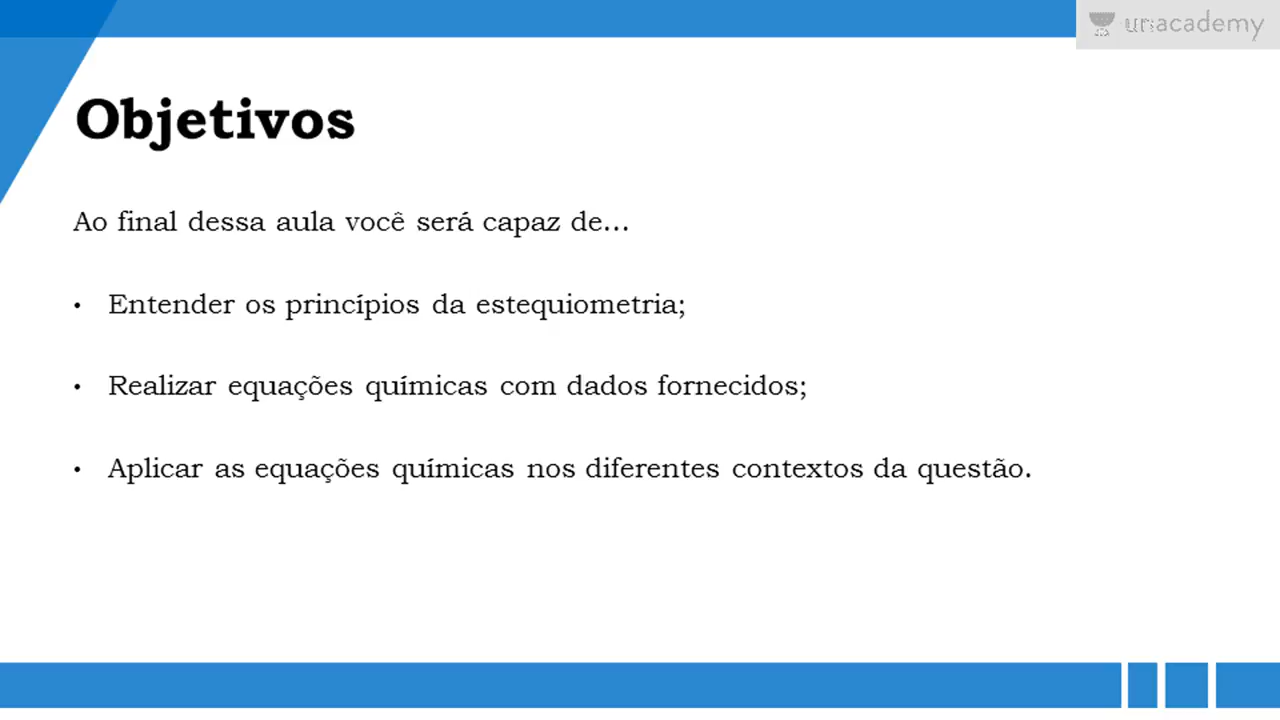 unacademy
Objetivos
Ao final dessa aula você será capaz de...
• Entender os princípios da estequiometria;
• Realizar equações químicas com dados fornecidos;
• Aplicar as equações químicas nos diferentes contextos da questão.